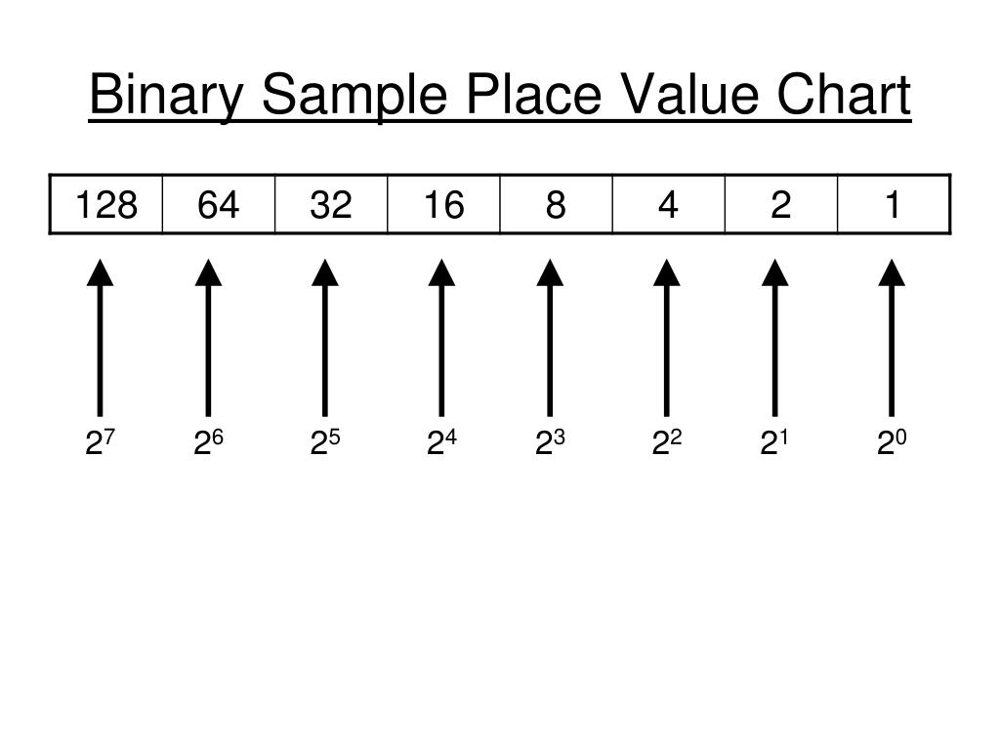 Binary Sample Place Value Chart
128 64 32 16 8 4 2 1
2⁷ 2⁶ 2⁵ 2⁴ 2³ 2² 2¹ 2⁰